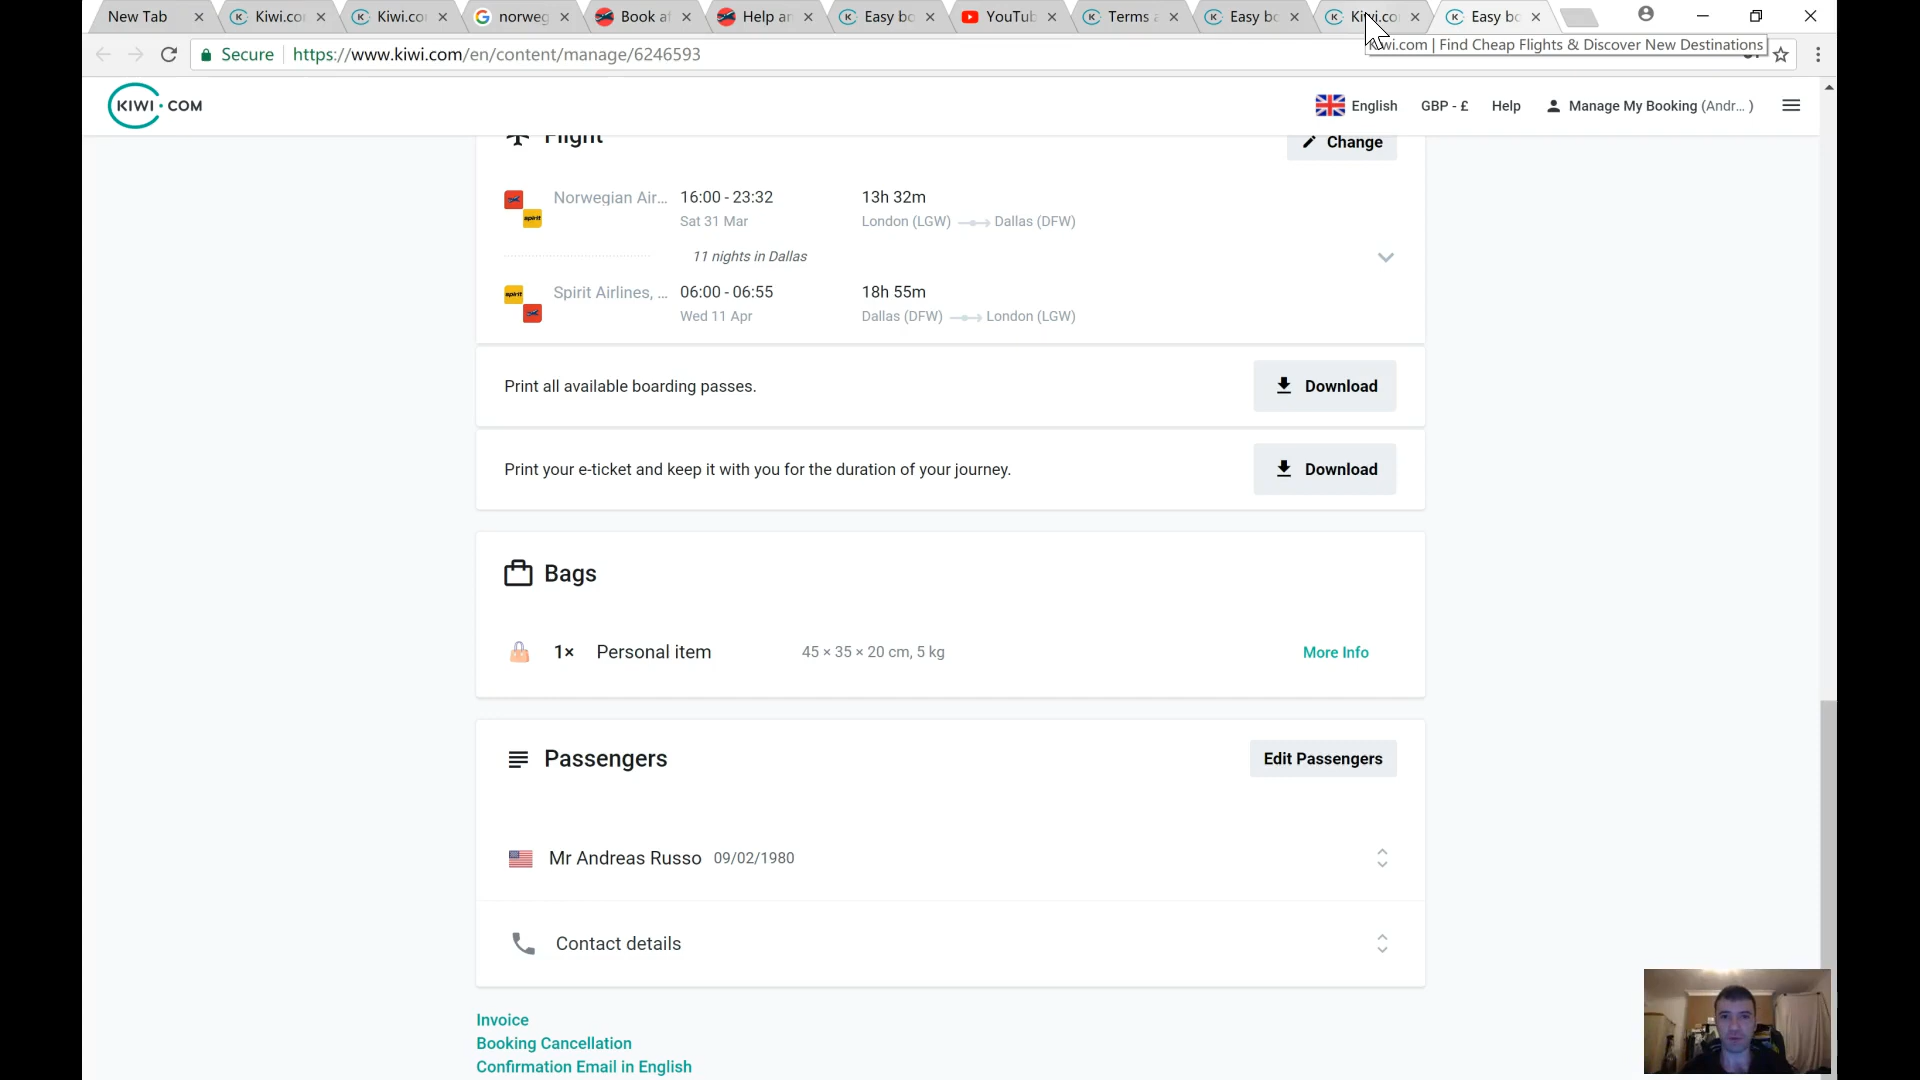 New Tab
Kiwi.co
Kiwi.co
norweg
Book a
Help an
Easy bo
YouTub
Terms a
Easy bo
Kiwi.co
Easy bo
Kiwi.com | Find Cheap Flights & Discover New Destinations
Secure
https://www.kiwi.com/en/content/manage/6246593
KIWI.COM
English
GBP - £
Help
Manage My Booking (Andr... )
Flight
Change
Norwegian Air...
16:00 - 23:32
13h 32m
Sat 31 Mar
London (LGW)
Dallas (DFW)
spirit
11 nights in Dallas
spirit
Spirit Airlines, ...
06:00 - 06:55
18h 55m
Wed 11 Apr
Dallas (DFW)
London (LGW)
Print all available boarding passes.
Download
Print your e-ticket and keep it with you for the duration of your journey.
Download
Bags
1×
Personal item
45 × 35 × 20 cm, 5 kg
More Info
Passengers
Edit Passengers
Mr Andreas Russo
09/02/1980
Contact details
Invoice
Booking Cancellation
Confirmation Email in English